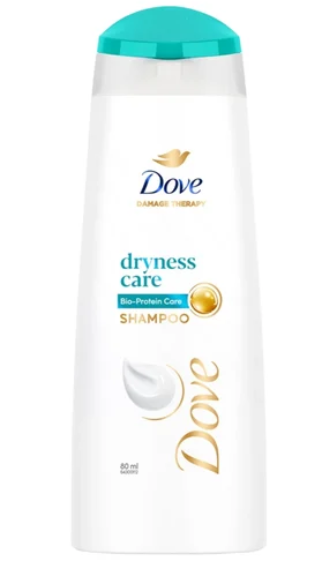 Dove
DAMAGE THERAPY
dryness
care
Bio-Protein Care
SHAMPOO
Dove
80 ml